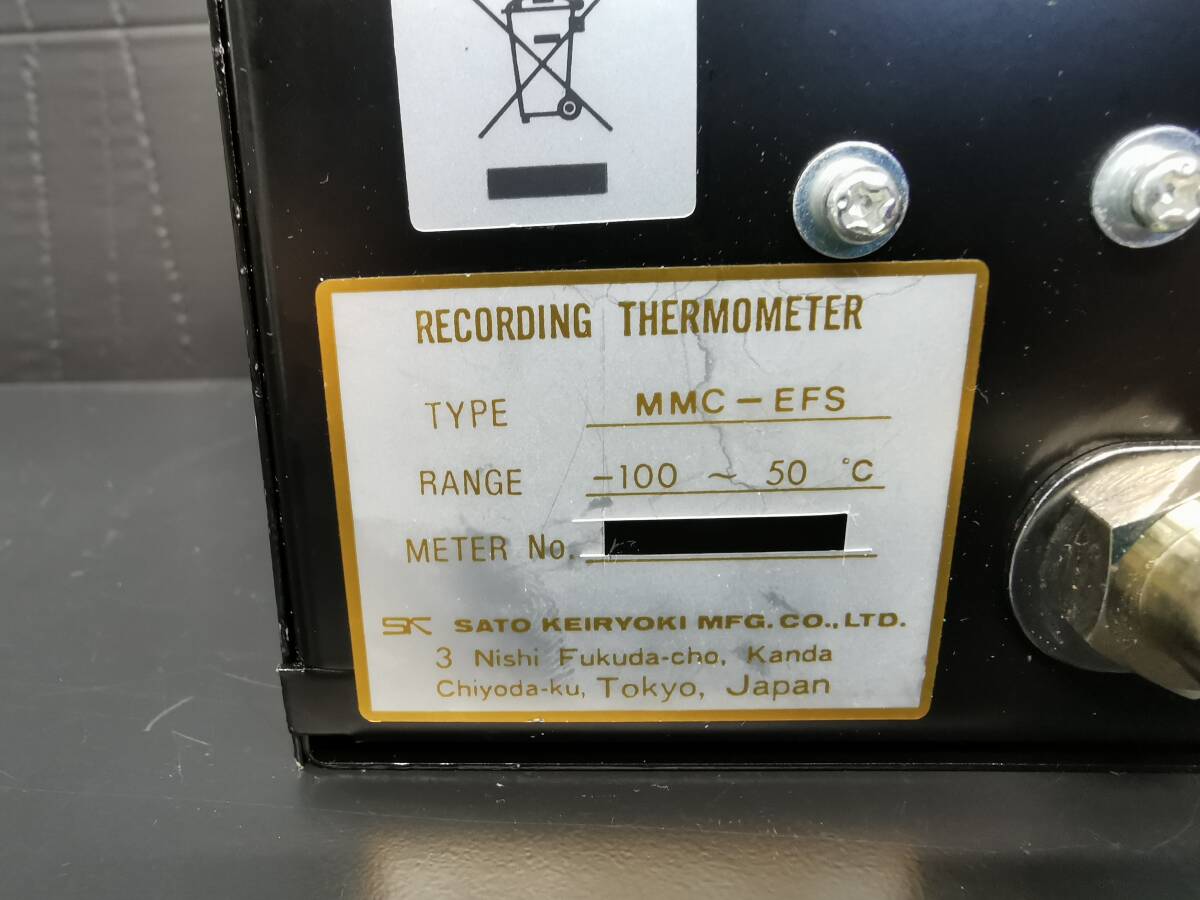 RECORDING THERMOMETER
TYPE MMC-EFS
RANGE -100 ~ 50 °C
METER No.
SK SATO KEIRYOKI MFG. CO., LTD.
3 Nishi Fukuda-cho, Kanda
Chiyoda-ku, Tokyo, Japan